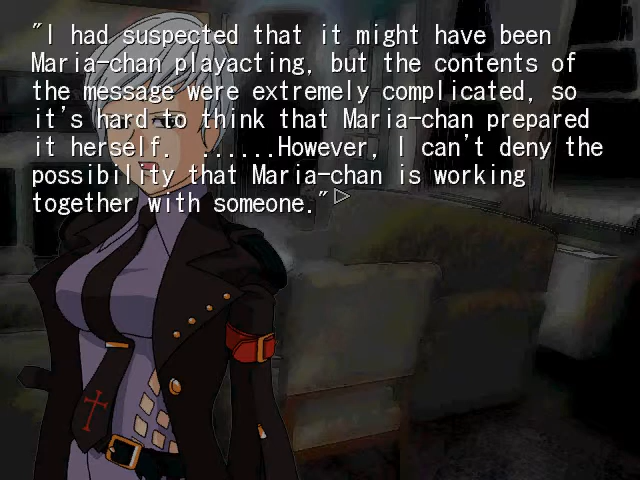 "I had suspected that it might have been
Maria-chan playacting, but the contents of
the message were extremely complicated, so
it's hard to think that Maria-chan prepared
it herself.  ......However, I can't deny the
possibility that Maria-chan is working
together with someone."